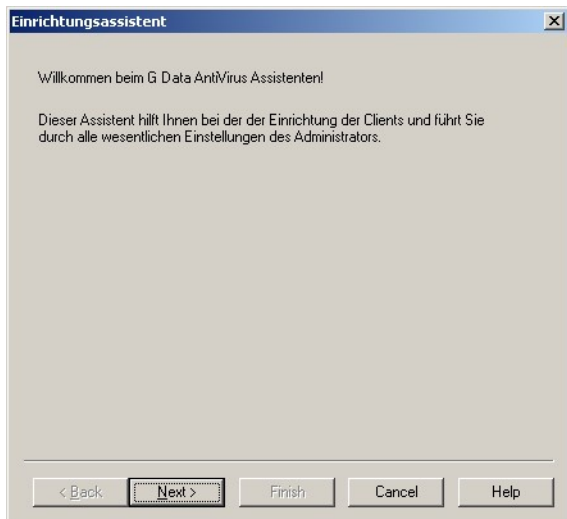 Einrichtungsassistent
Willkommen beim G Data AntiVirus Assistenten!
Dieser Assistent hilft Ihnen bei der der Einrichtung der Clients und führt Sie
durch alle wesentlichen Einstellungen des Administrators.
< Back Next > Finish Cancel Help